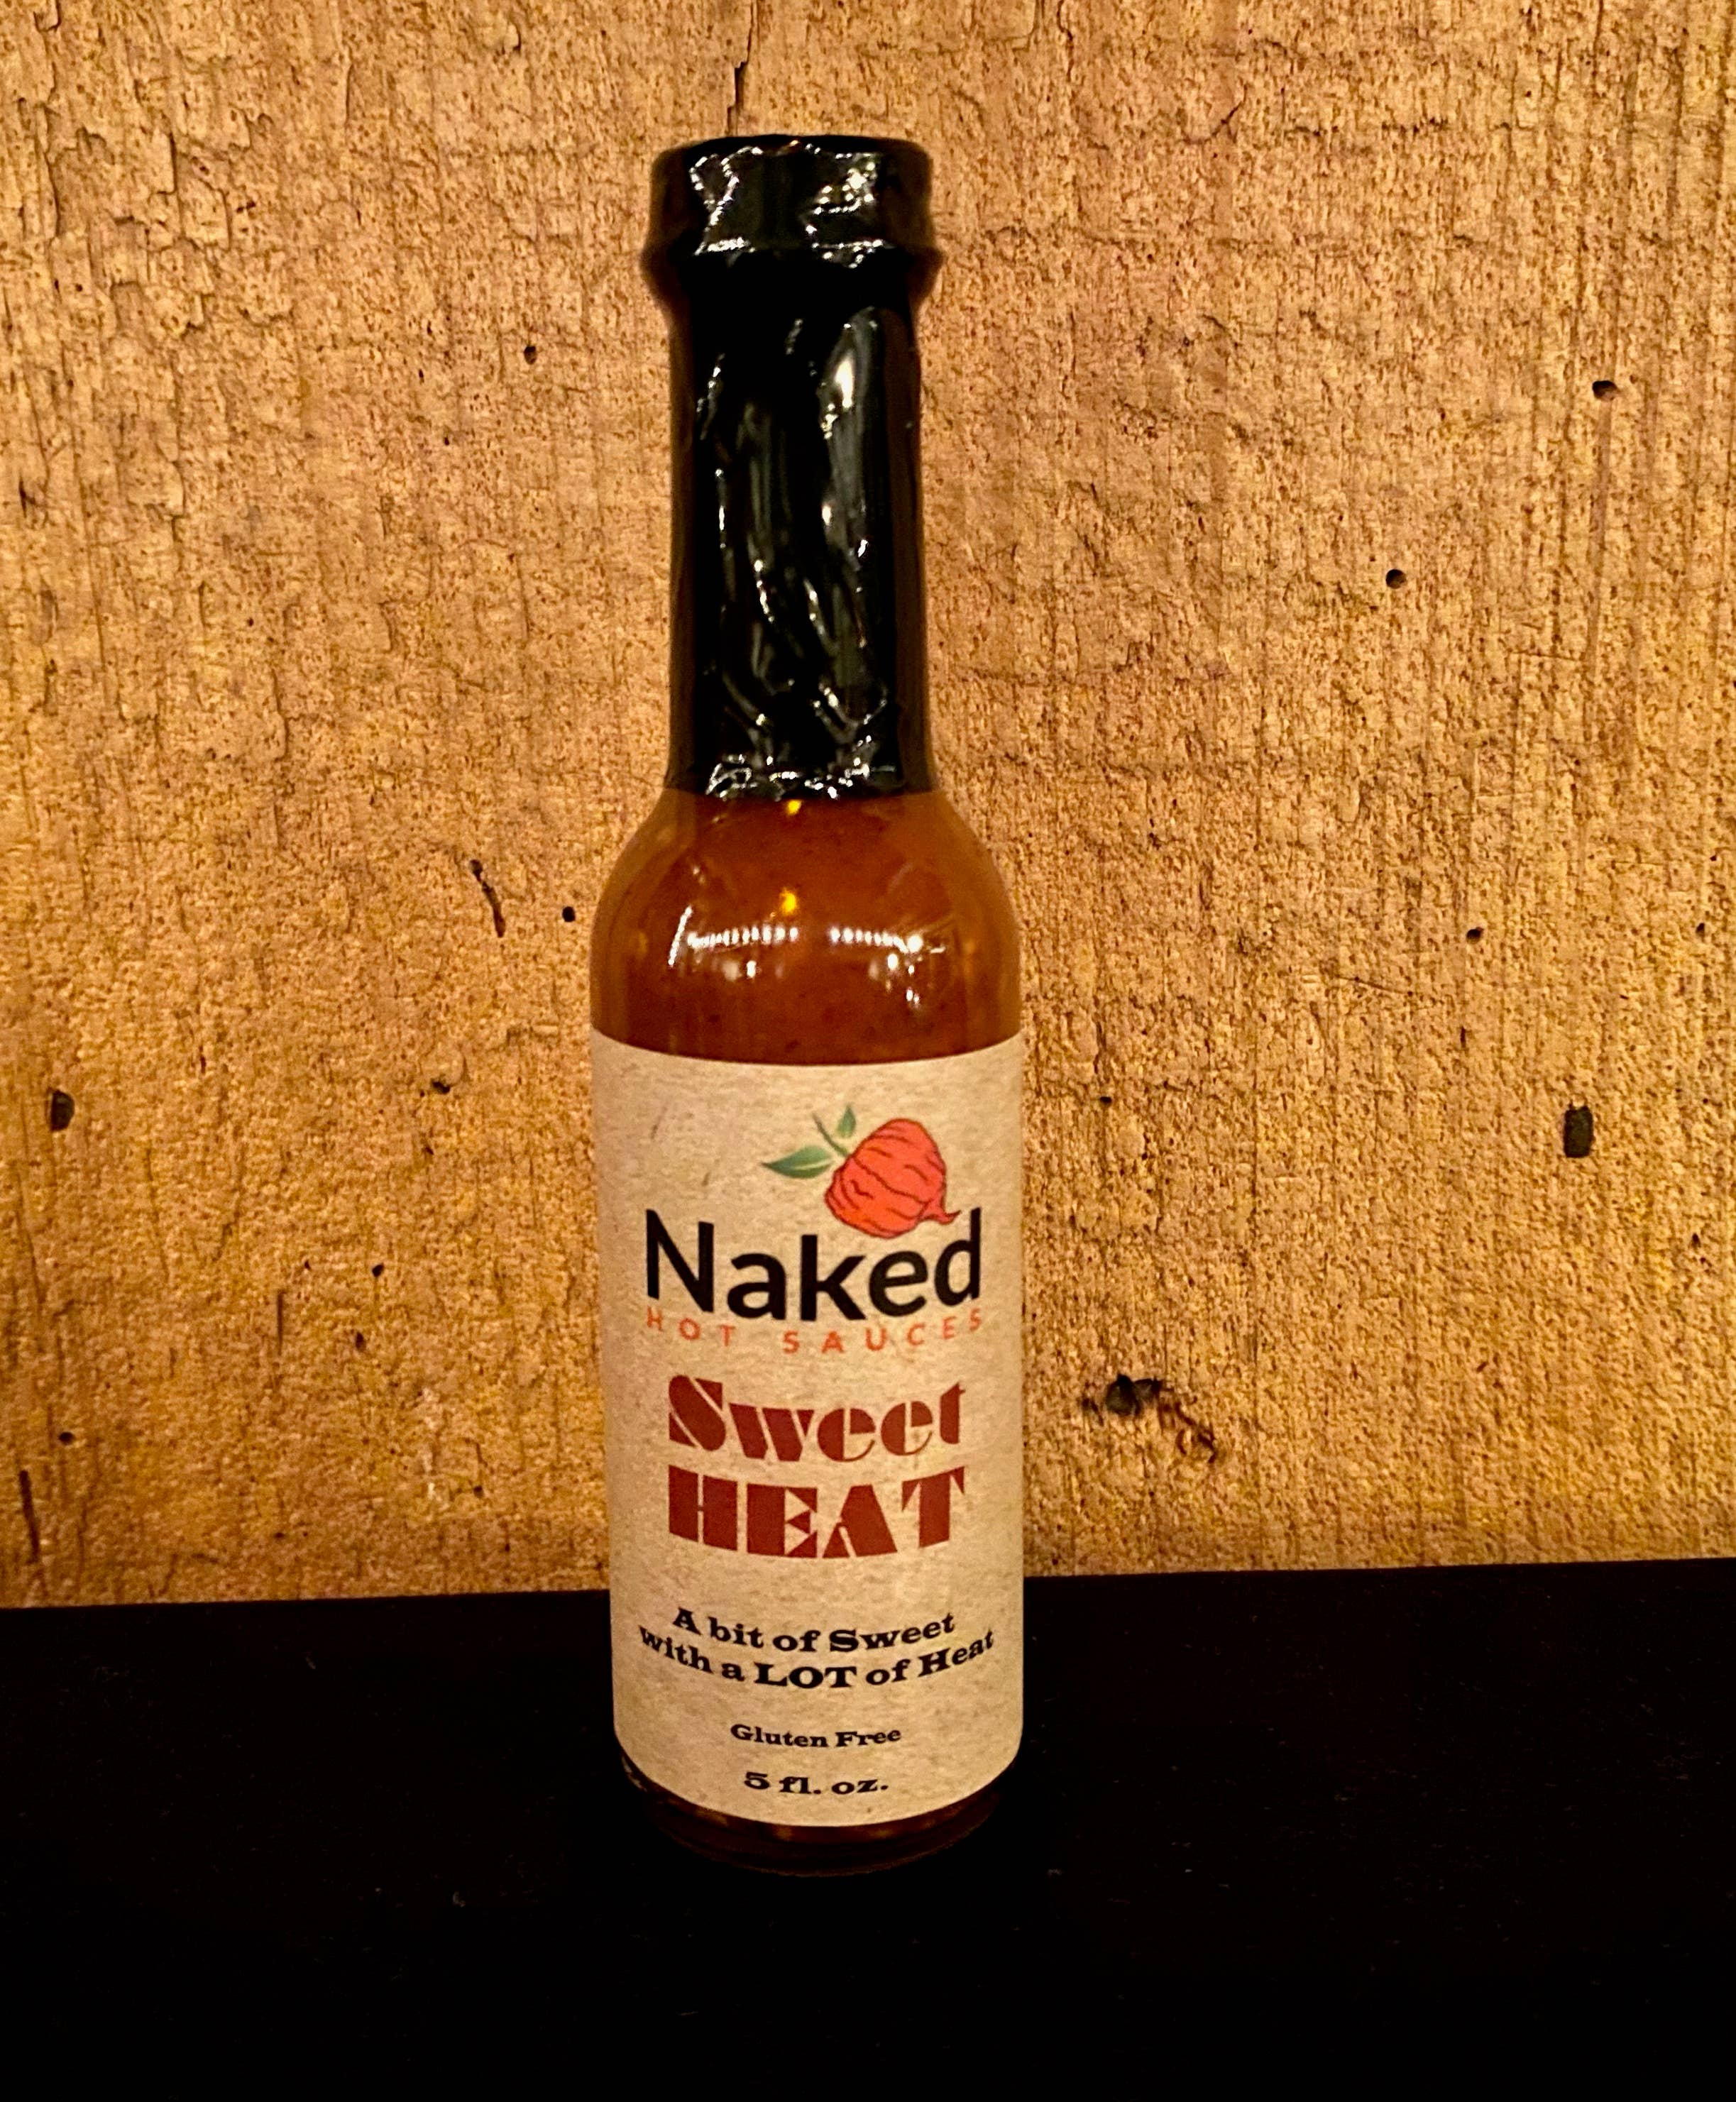 Naked
HOT SAUCES
Sweet
HEAT
A bit of Sweet
with a LOT of Heat
Gluten Free
5 fl. oz.